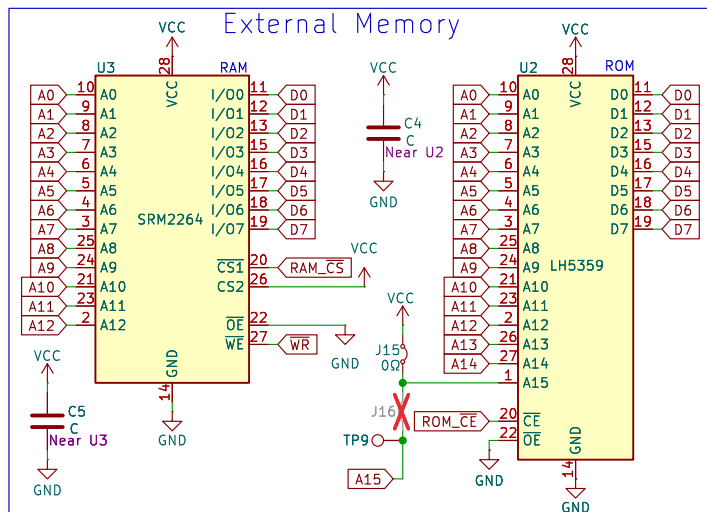 External Memory
U3
RAM
VCC
28
VCC
A0 10 A0
A1 9 A1
A2 8 A2
A3 7 A3
A4 6 A4
A5 5 A5
A6 4 A6
A7 3 A7
A8 25 A8
A9 24 A9
A10 21 A10
A11 23 A11
A12 2 A12
I/O0 11 D0
I/O1 12 D1
I/O2 13 D2
I/O3 15 D3
I/O4 16 D4
I/O5 17 D5
I/O6 18 D6
I/O7 19 D7
SRM2264
CS1 20 RAM_CS
CS2 26
VCC
OE 22
GND
WE 27 WR
GND
14
GND
VCC
C5
C
Near U3
GND
VCC
C4
C
Near U2
GND
VCC
J15
0Ω
J16
TP9
A15
U2
ROM
VCC
28
VCC
A0 10 A0
A1 9 A1
A2 8 A2
A3 7 A3
A4 6 A4
A5 5 A5
A6 4 A6
A7 3 A7
A8 25 A8
A9 24 A9
A10 21 A10
A11 23 A11
A12 2 A12
A13 26 A13
A14 27 A14
1 A15
D0 11 D0
D1 12 D1
D2 13 D2
D3 15 D3
D4 16 D4
D5 17 D5
D6 18 D6
D7 19 D7
LH5359
ROM_CE 20 CE
22 OE
GND
GND
14
GND